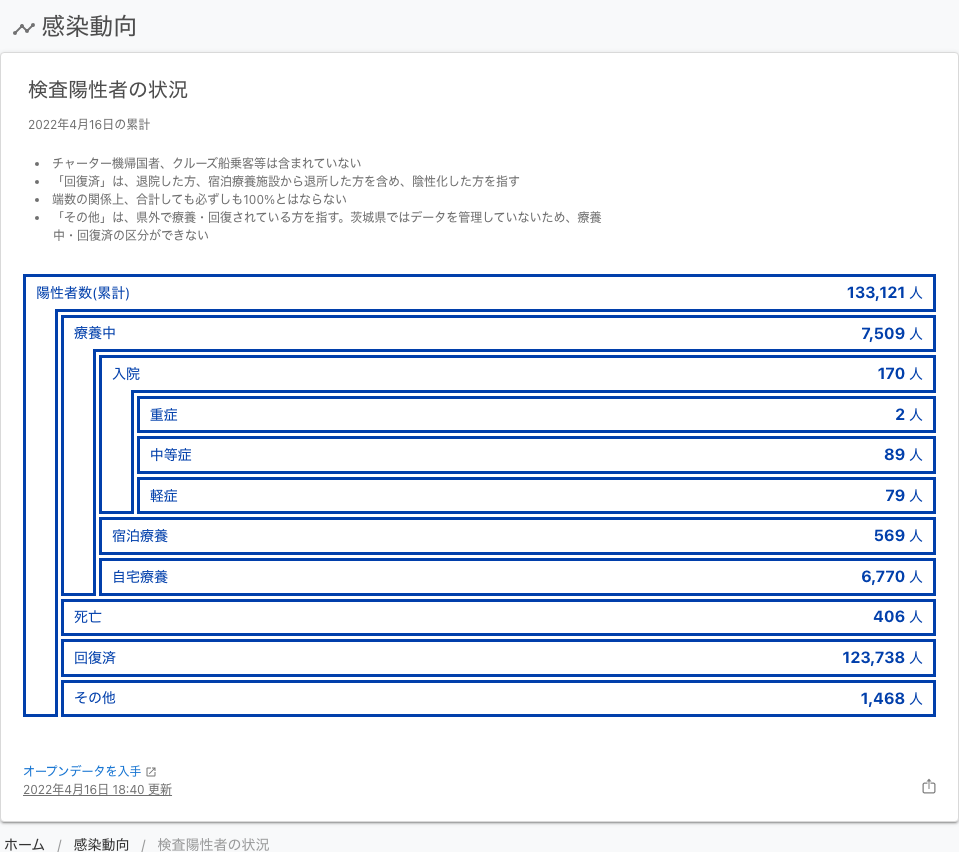 感染動向
検査陽性者の状況
2022年4月16日の累計
• チャーター機帰国者、クルーズ船乗客等は含まれていない
• 「回復済」は、退院した方、宿泊療養施設から退所した方を含め、陰性化した方を指す
• 端数の関係上、合計しても必ずしも100%とはならない
• 「その他」は、県外で療養・回復されている方を指す。茨城県ではデータを管理していないため、療養
中・回復済の区分ができない
陽性者数(累計) 133,121 人
療養中 7,509 人
入院 170 人
重症 2 人
中等症 89 人
軽症 79 人
宿泊療養 569 人
自宅療養 6,770 人
死亡 406 人
回復済 123,738 人
その他 1,468 人
オープンデータを入手
2022年4月16日 18:40 更新
ホーム / 感染動向 / 検査陽性者の状況